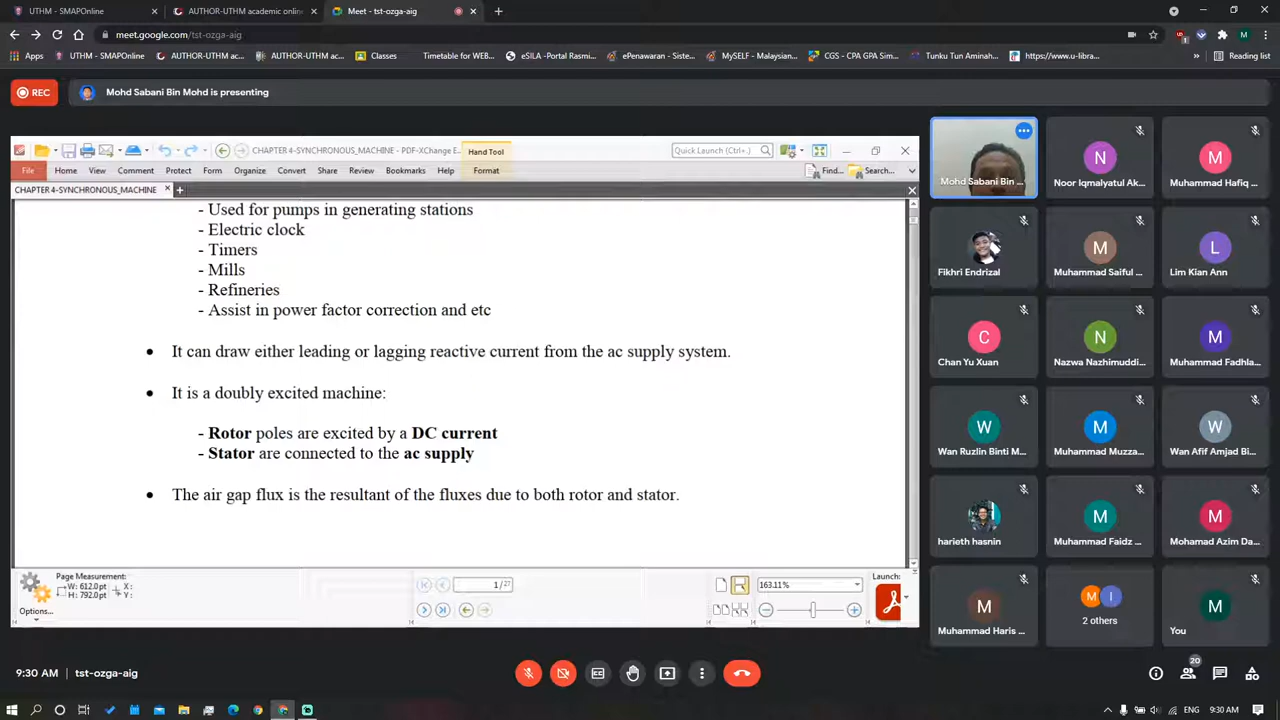 UTHM - SMAPOnline
AUTHOR-UTHM academic onlin
Meet - tst-ozga-aig
meet.google.com/tst-ozga-aig
Apps
UTHM - SMAPOnline
AUTHOR-UTHM ac...
AUTHOR-UTHM ac...
Classes
Timetable for WEB...
eSILA -Portal Rasmi...
ePenawaran - Siste...
MySELF - Malaysian...
CGS - CPA GPA Sim...
Tunku Tun Aminah...
https://www.u-libra...
»
Reading list
REC
Mohd Sabani Bin Mohd is presenting
CHAPTER 4-SYNCHRONOUS_MACHINE - PDF-XChange E...
Hand Tool
Quick Launch (Ctrl+.)
File
Home
View
Comment
Protect
Form
Organize
Convert
Share
Review
Bookmarks
Help
Format
Find...
Search...
CHAPTER 4-SYNCHRONOUS_MACHINE
- Used for pumps in generating stations
- Electric clock
- Timers
- Mills
- Refineries
- Assist in power factor correction and etc
• It can draw either leading or lagging reactive current from the ac supply system.
• It is a doubly excited machine:
- Rotor poles are excited by a DC current
- Stator are connected to the ac supply
• The air gap flux is the resultant of the fluxes due to both rotor and stator.
Options...
Page Measurement:
W: 612.0 pt
H: 792.0 pt
X:
Y:
1 / 27
163.11%
Launch:
Mohd Sabani Bin ...
N
Noor Iqmalyatul Ak...
M
Muhammad Hafiq ...
Fikhri Endrizal
M
Muhammad Saiful ...
L
Lim Kian Ann
C
Chan Yu Xuan
N
Nazwa Nazhimuddi...
M
Muhammad Fadhla...
W
Wan Ruzlin Binti M...
M
Muhammad Muzza...
W
Wan Afif Amjad Bi...
harieth hasnin
M
Muhammad Faidz ...
M
Mohamad Azim Da...
M
Muhammad Haris ...
M
I
2 others
M
You
9:30 AM
tst-ozga-aig
20
ENG
9:30 AM